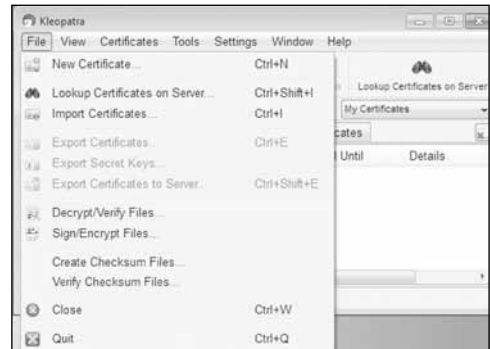 Kleopatra
File View Certificates Tools Settings Window Help
New Certificate... Ctrl+N
Lookup Certificates on Server... Ctrl+Shift+I
Import Certificates... Ctrl+I
Export Certificates... Ctrl+E
Export Secret Keys...
Export Certificates to Server... Ctrl+Shift+E
Decrypt/Verify Files...
Sign/Encrypt Files...
Create Checksum Files...
Verify Checksum Files...
Close Ctrl+W
Quit Ctrl+Q
Lookup Certificates on Server
My Certificates
cates
Until Details